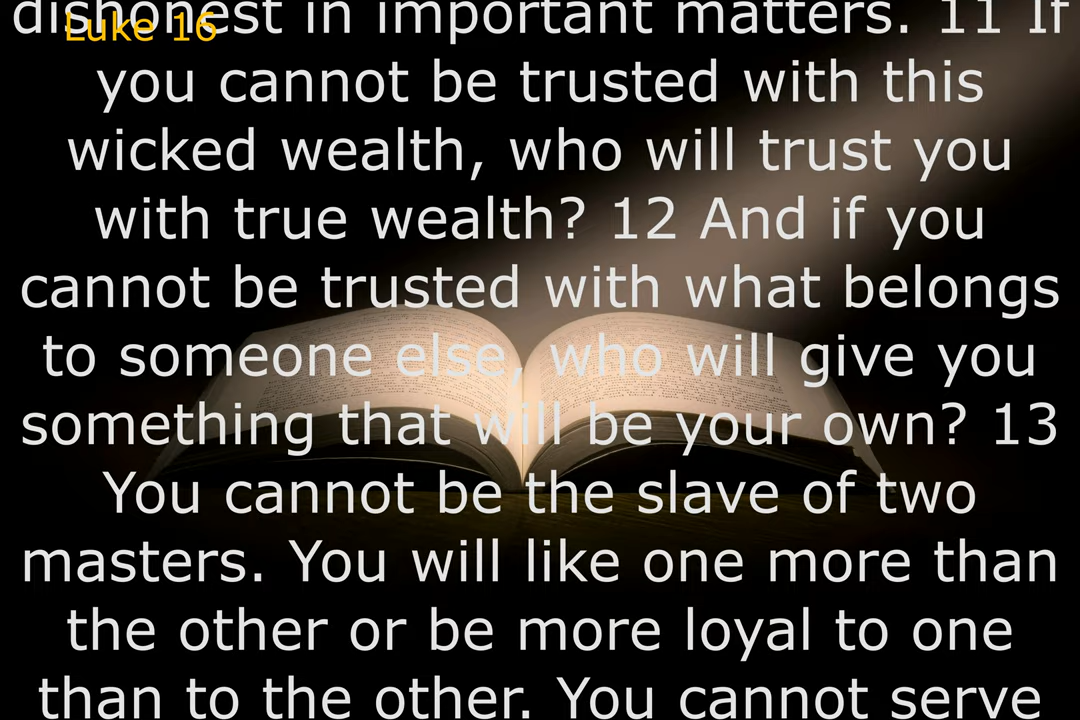 Luke 16
dishonest in important matters. 11 If
you cannot be trusted with this
wicked wealth, who will trust you
with true wealth? 12 And if you
cannot be trusted with what belongs
to someone else, who will give you
something that will be your own? 13
You cannot be the slave of two
masters. You will like one more than
the other or be more loyal to one
than to the other. You cannot serve